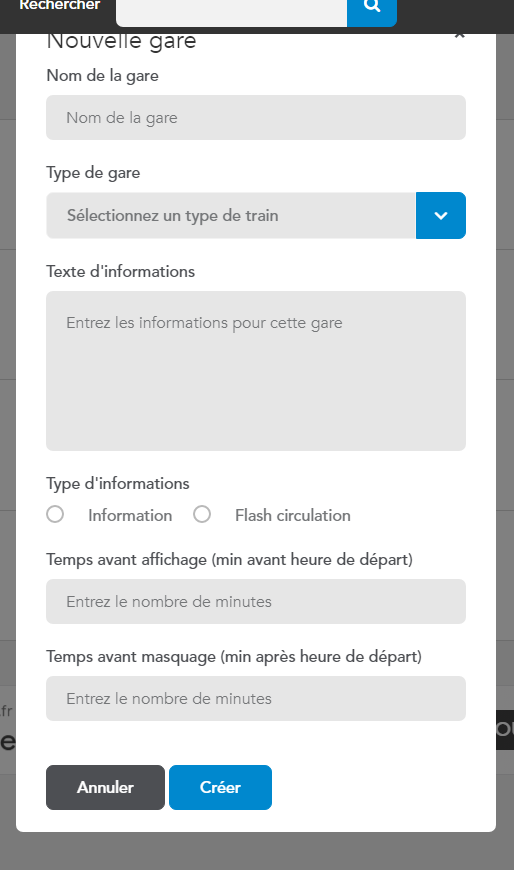 Rechercher
Nouvelle gare
Nom de la gare
Nom de la gare
Type de gare
Sélectionnez un type de train
Texte d'informations
Entrez les informations pour cette gare
Type d'informations
Information Flash circulation
Temps avant affichage (min avant heure de départ)
Entrez le nombre de minutes
Temps avant masquage (min après heure de départ)
Entrez le nombre de minutes
.fr
Annuler Créer